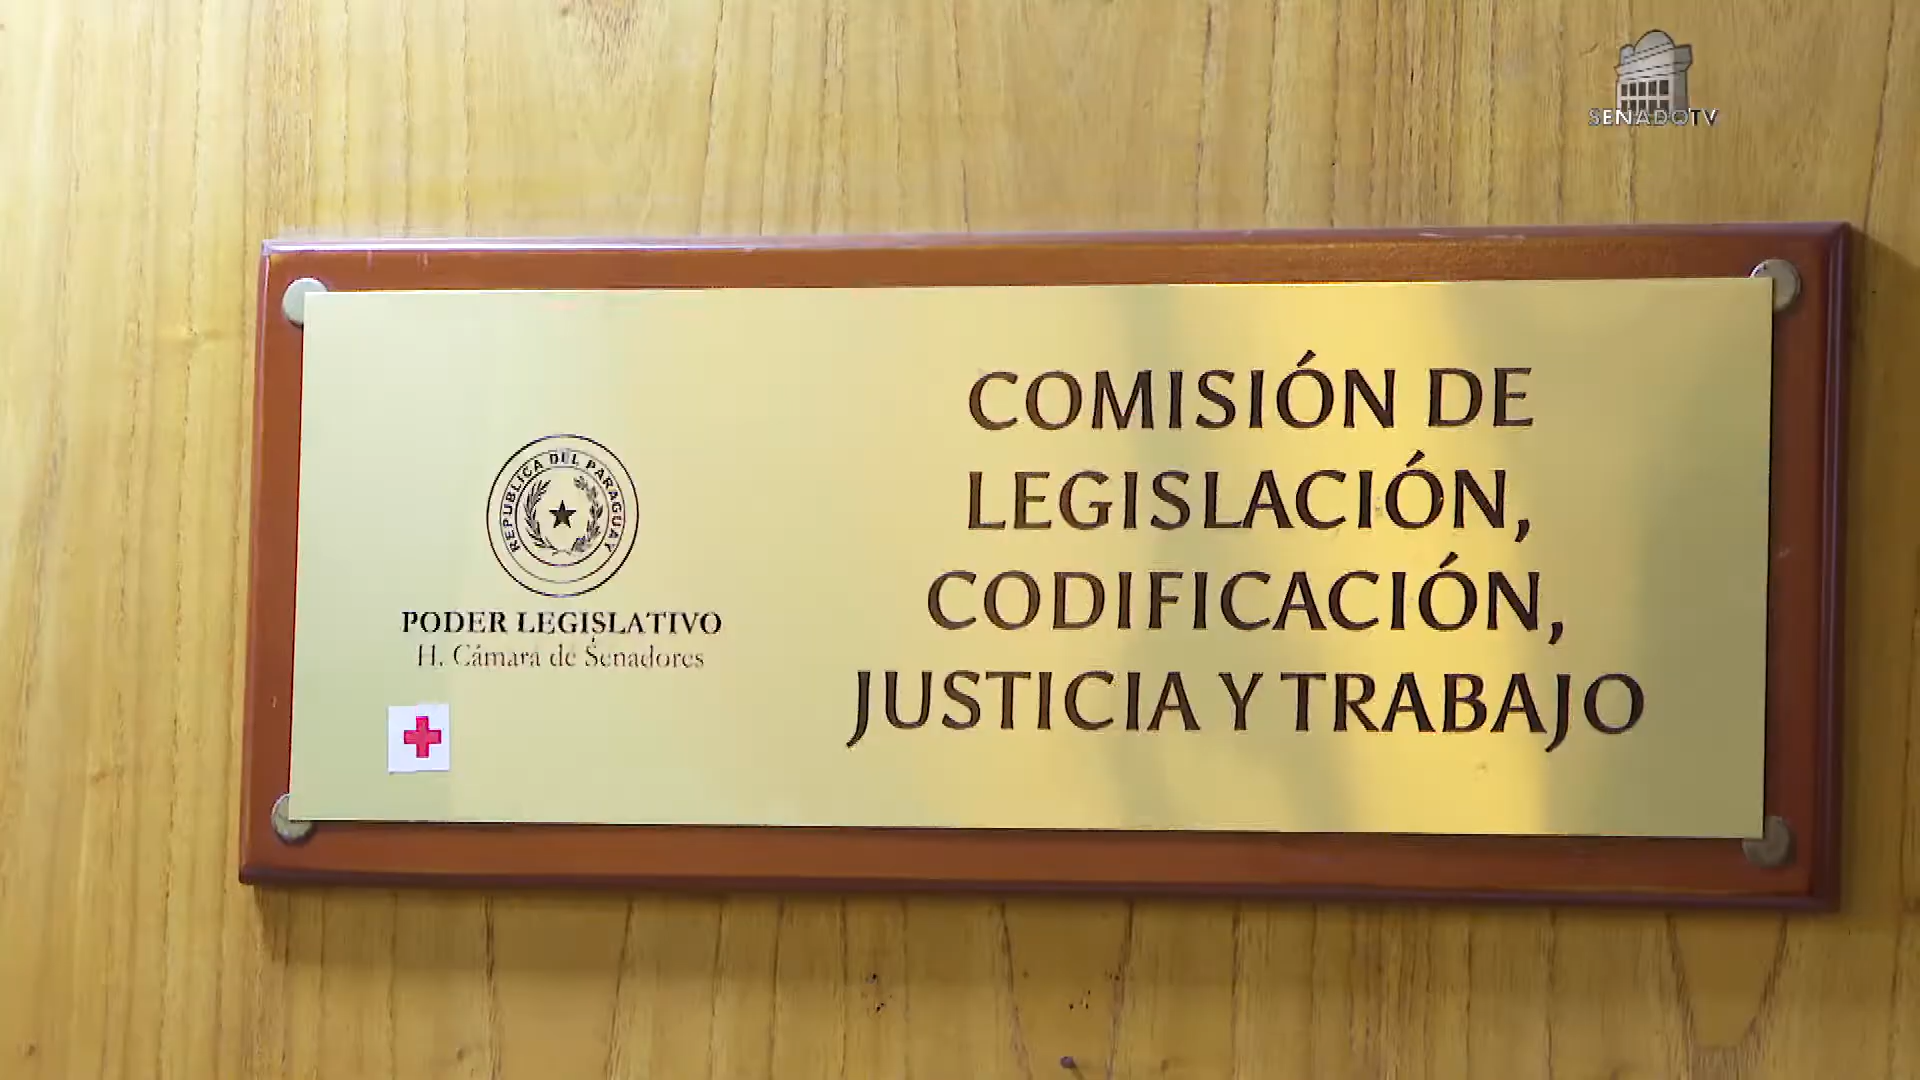 SENADOTV
COMISIÓN DE
LEGISLACIÓN,
CODIFICACIÓN,
JUSTICIA Y TRABAJO
REPUBLICA DEL PARAGUAY
PODER LEGISLATIVO
H. Cámara de Senadores